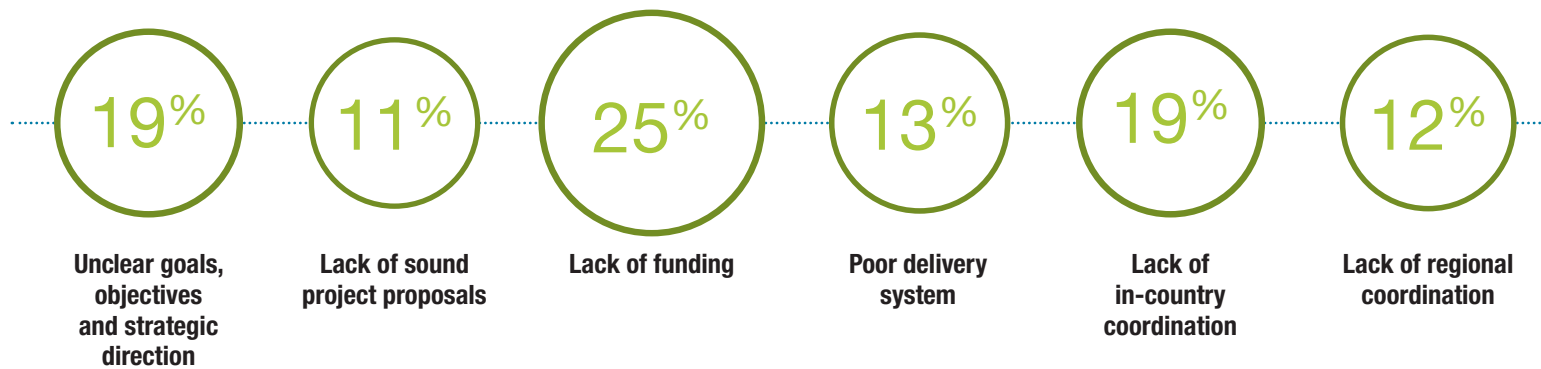 19%
11%
25%
13%
19%
12%
Unclear goals,
objectives
and strategic
direction
Lack of sound
project proposals
Lack of funding
Poor delivery
system
Lack of
in-country
coordination
Lack of regional
coordination